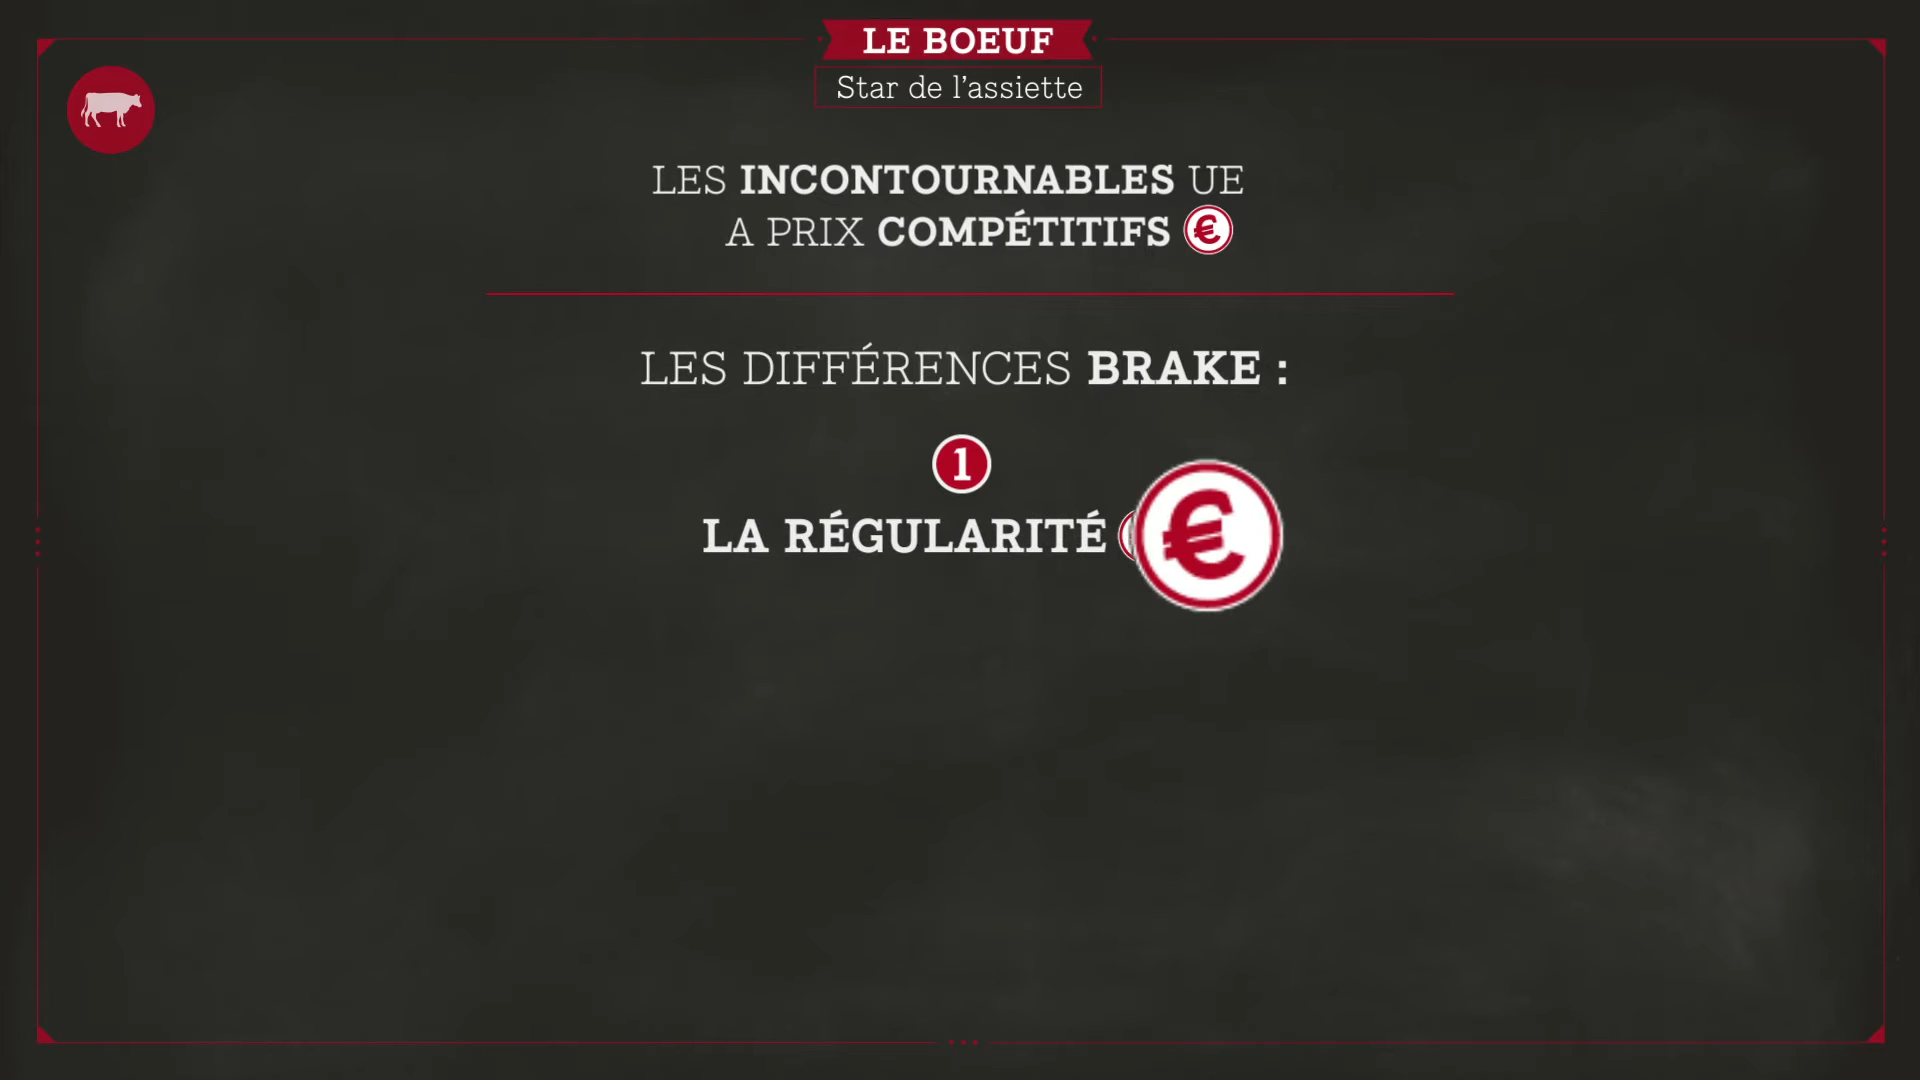 LE BOEUF
Star de l'assiette
LES INCONTOURNABLES UE
A PRIX COMPÉTITIFS €
LES DIFFÉRENCES BRAKE :
1
LA RÉGULARITÉ €